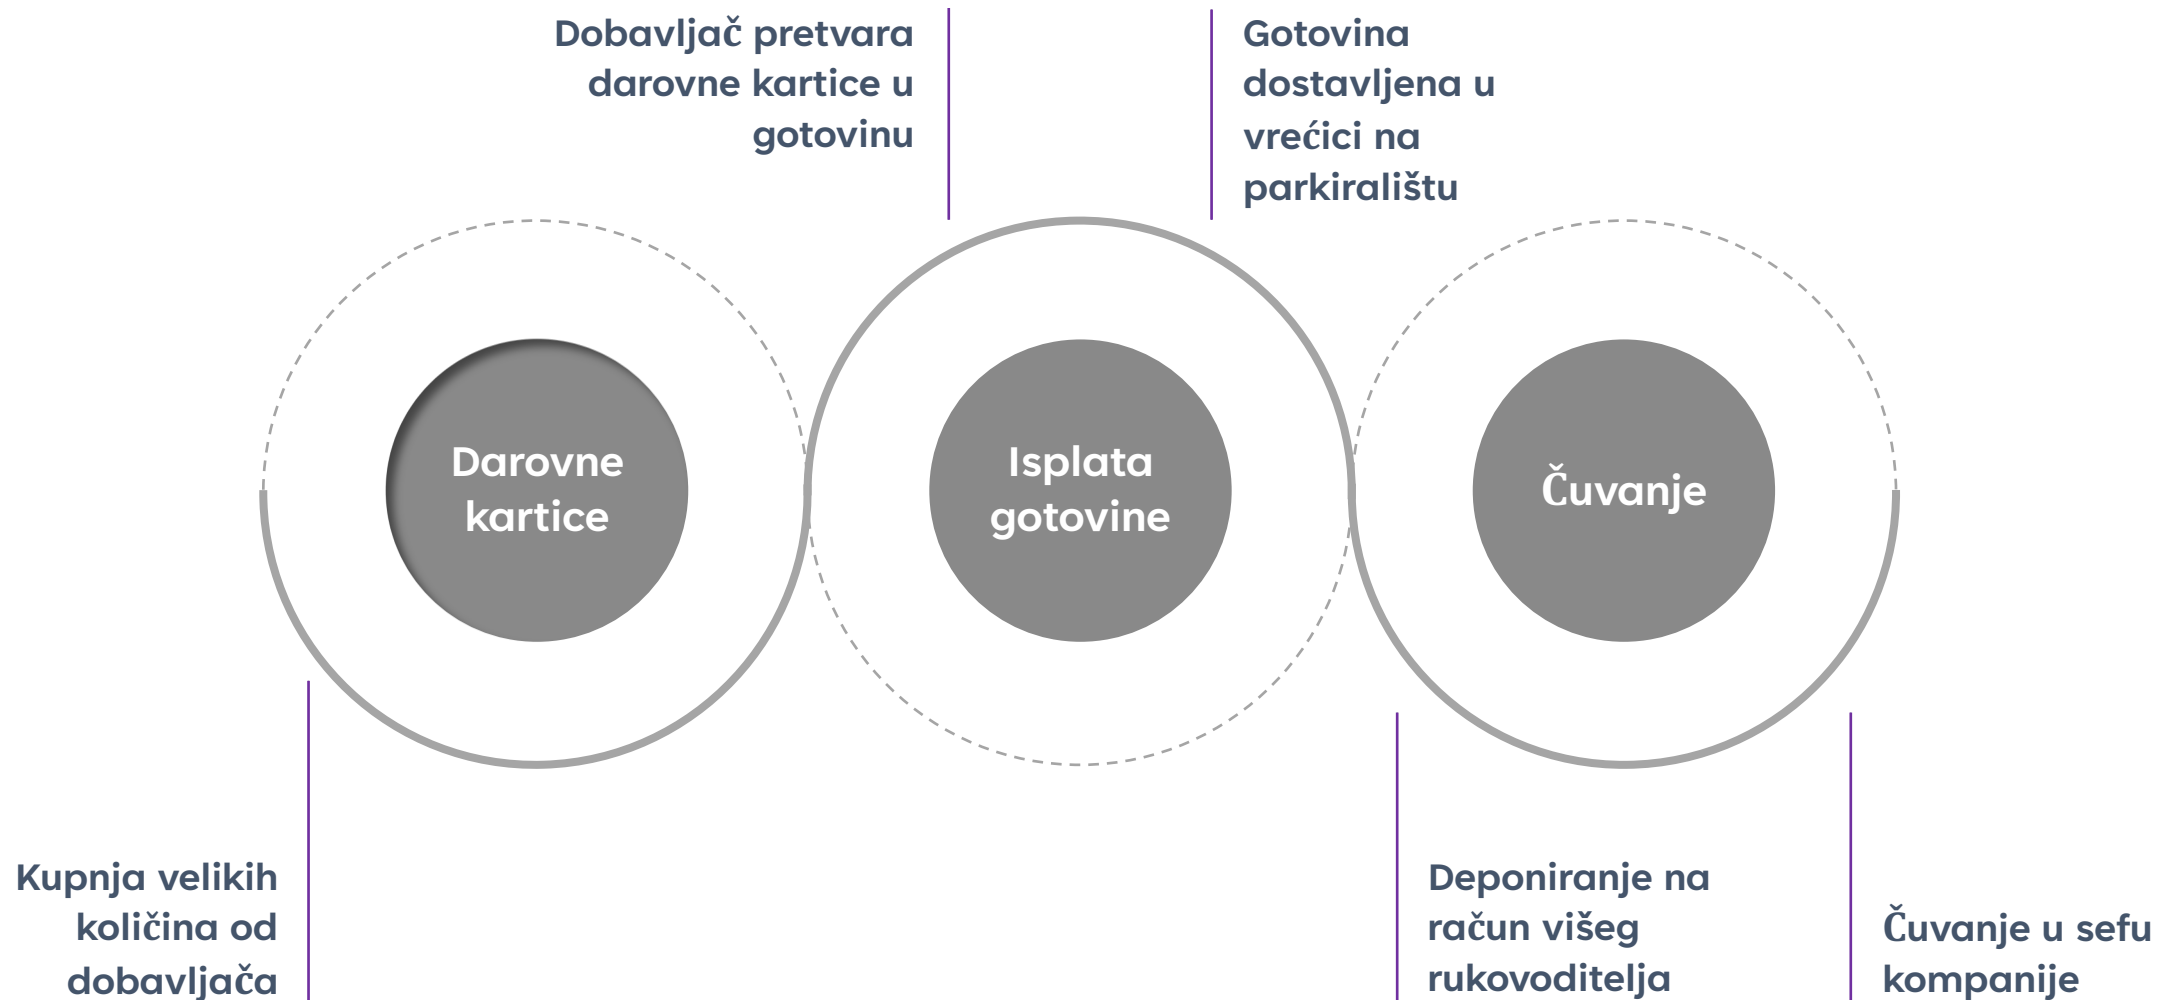 Dobavljač pretvara
darovne kartice u
gotovinu
Gotovina
dostavljena u
vrećici na
parkiralištu
Darovne
kartice
Isplata
gotovine
Čuvanje
Kupnja velikih
količina od
dobavljača
Deponiranje na
račun višeg
rukovoditelja
Čuvanje u sefu
kompanije